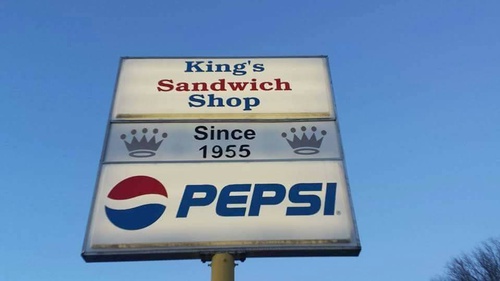 King's
Sandwich
Shop
Since
1955
PEPSI